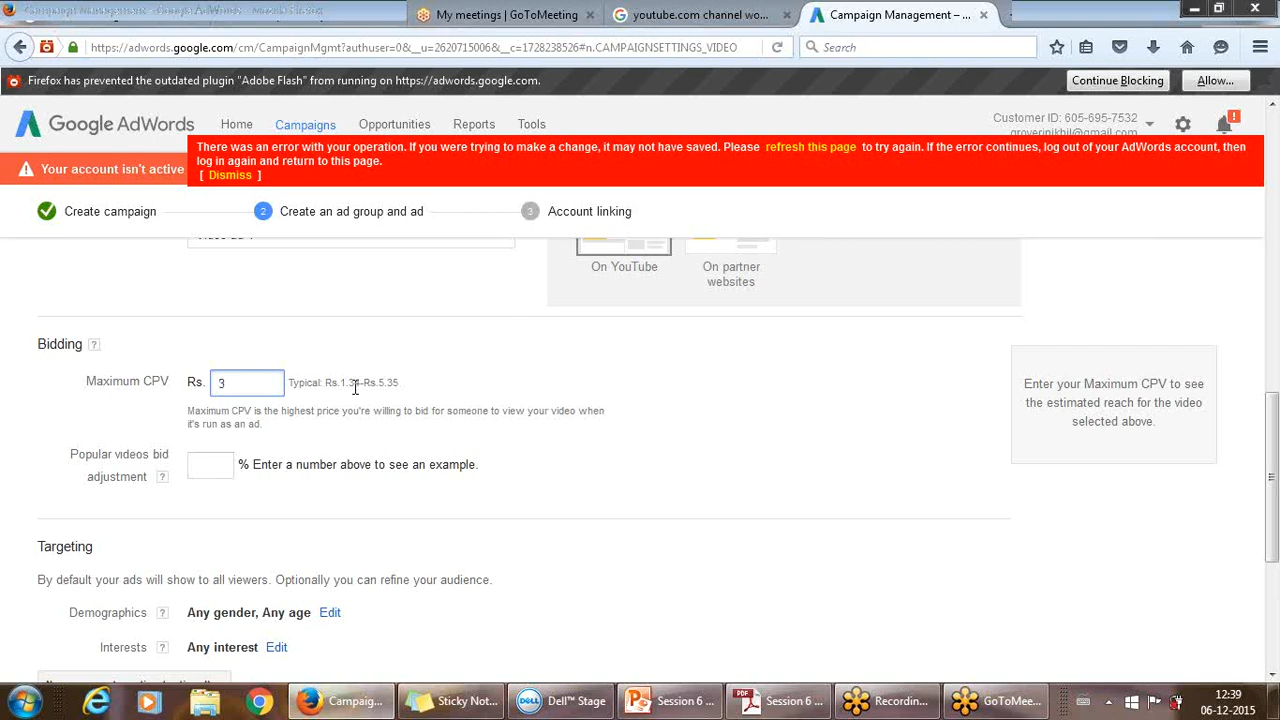 My meetings | GoToMeeting
youtube.com channel wo...
Campaign Management – ...
https://adwords.google.com/cm/CampaignMgmt?authuser=0&__u=2620715006&__c=1728238526#n.CAMPAIGNSETTINGS_VIDEO
Search
Firefox has prevented the outdated plugin "Adobe Flash" from running on https://adwords.google.com.
Continue Blocking
Allow...
Google AdWords
Home
Campaigns
Opportunities
Reports
Tools
Customer ID: 605-695-7532
There was an error with your operation. If you were trying to make a change, it may not have saved. Please refresh this page to try again. If the error continues, log out of your AdWords account, then
log in again and return to this page.
[ Dismiss ]
Your account isn't active
Create campaign
2
Create an ad group and ad
3
Account linking
On YouTube
On partner
websites
Bidding ?
Maximum CPV
Rs.
3
Typical: Rs.1.34-Rs.5.35
Maximum CPV is the highest price you're willing to bid for someone to view your video when
it's run as an ad.
Enter your Maximum CPV to see
the estimated reach for the video
selected above.
Popular videos bid
adjustment ?
% Enter a number above to see an example.
Targeting
By default your ads will show to all viewers. Optionally you can refine your audience.
Demographics ?
Any gender, Any age Edit
Interests ?
Any interest Edit
Campaig...
Sticky No...
Dell™ Stage
Session 6 ...
Session 6 ...
Recordin...
GoToMee...
12:39
06-12-2015